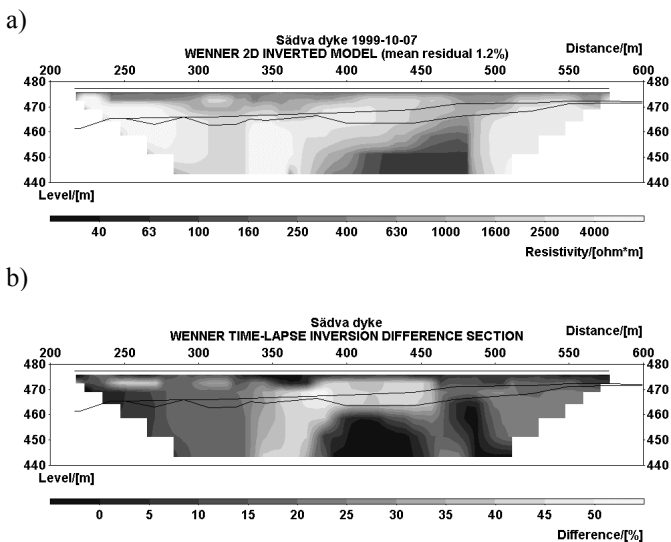 a)
Sädva dyke 1999-10-07
WENNER 2D INVERTED MODEL (mean residual 1.2%)
Distance/[m]
200 250 300 350 400 450 500 550 600
480 480
470 470
460 460
450 450
440 440
Level/[m]
40 63 100 160 250 400 630 1000 1600 2500 4000
Resistivity/[ohm*m]
b)
Sädva dyke
WENNER TIME-LAPSE INVERSION DIFFERENCE SECTION
Distance/[m]
200 250 300 350 400 450 500 550 600
480 480
470 470
460 460
450 450
440 440
Level/[m]
0 5 10 15 20 25 30 35 40 45 50
Difference/[%]